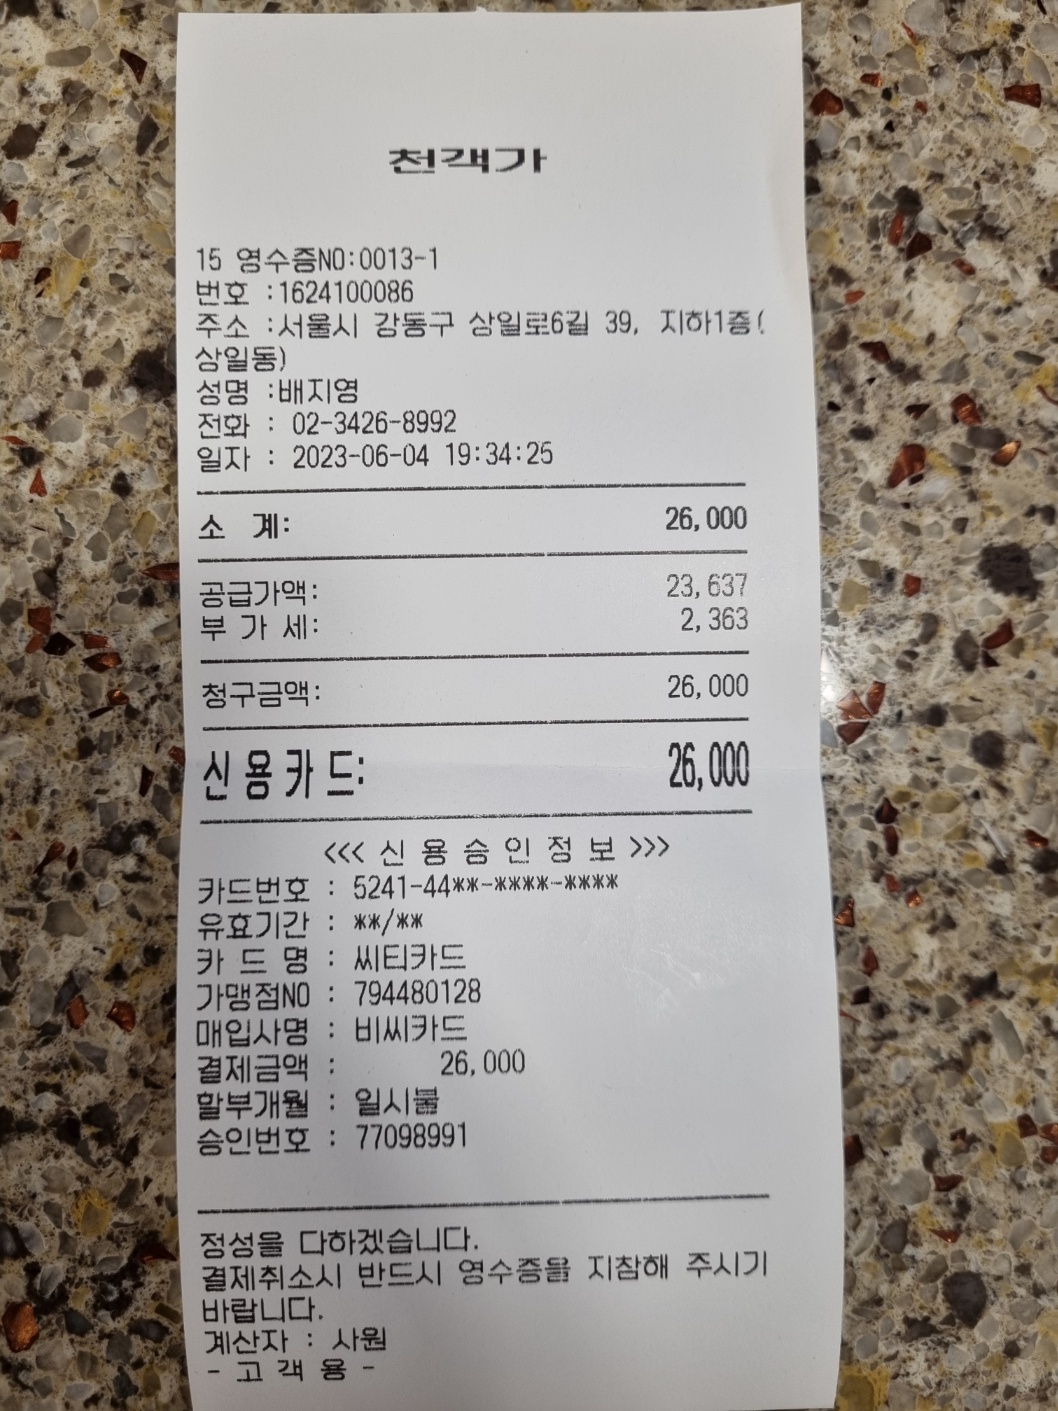 천객가
15 영수증NO:0013-1
번호 :1624100086
주소 :서울시 강동구 상일로6길 39, 지하1층(
상일동)
성명 :배지영
전화 : 02-3426-8992
일자 : 2023-06-04 19:34:25
소 계: 26,000
공급가액: 23,637
부 가 세: 2,363
청구금액: 26,000
신용카드: 26,000
<<< 신 용 승 인 정 보 >>>
카드번호 : 5241-44**-****-****
유효기간 : **/**
카 드 명 : 씨티카드
가맹점NO : 794480128
매입사명 : 비씨카드
결제금액 : 26,000
할부개월 : 일시불
승인번호 : 77098991
정성을 다하겠습니다.
결제취소시 반드시 영수증을 지참해 주시기
바랍니다.
계산자 : 사원
- 고 객 용 -